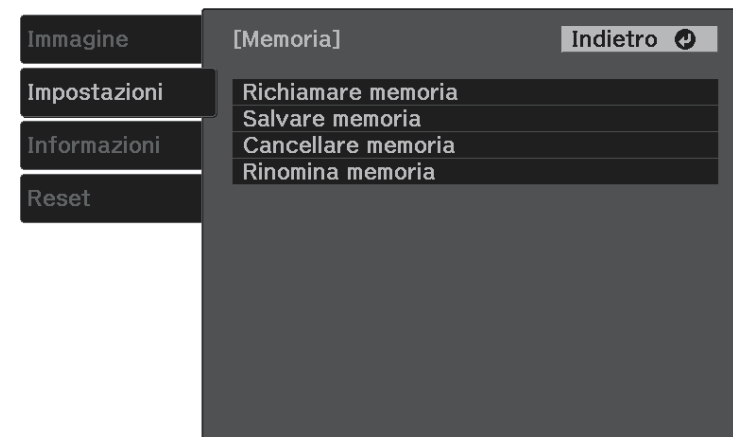 Immagine
Impostazioni
Informazioni
Reset
[Memoria]
Indietro
Richiamare memoria
Salvare memoria
Cancellare memoria
Rinomina memoria